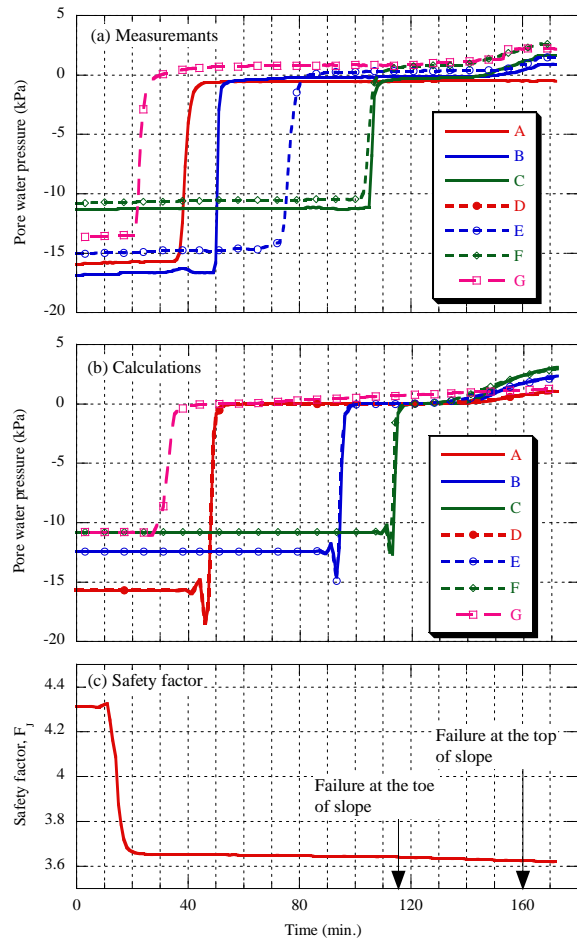 (a) Measuremants
Pore water pressure (kPa)
5
0
-5
-10
-15
-20
A
B
C
D
E
F
G
(b) Calculations
Pore water pressure (kPa)
5
0
-5
-10
-15
-20
A
B
C
D
E
F
G
(c) Safety factor
Safety factor, F_J
4.4
4.2
4
3.8
3.6
Failure at the top
of slope
Failure at the toe
of slope
0 40 80 120 160
Time (min.)